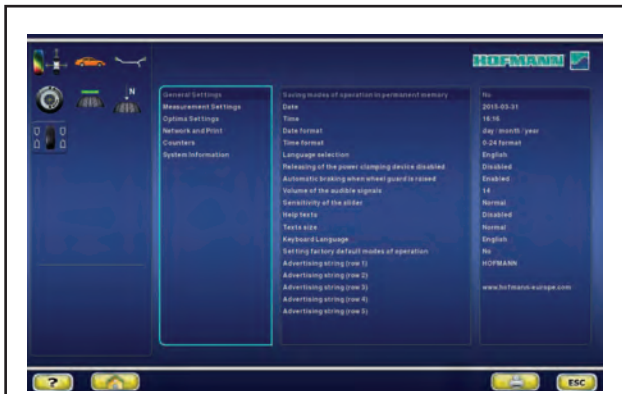 HOFMANN
N
General Settings
Measurement Settings
Optima Settings
Network and Print
Counters
System Information
Saving modes of operation in permanent memory No
Date 2015-03-31
Time 16:16
Date format day / month / year
Time format 0-24 format
Language selection English
Releasing of the power clamping device disabled Disabled
Automatic braking when wheel guard is raised Enabled
Volume of the audible signals 14
Sensitivity of the slider Normal
Help texts Disabled
Texts size Normal
Keyboard Language English
Setting factory default modes of operation No
Advertising string (row 1) HOFMANN
Advertising string (row 2)
Advertising string (row 3) www.hofmann-europe.com
Advertising string (row 4)
Advertising string (row 5)
?
ESC